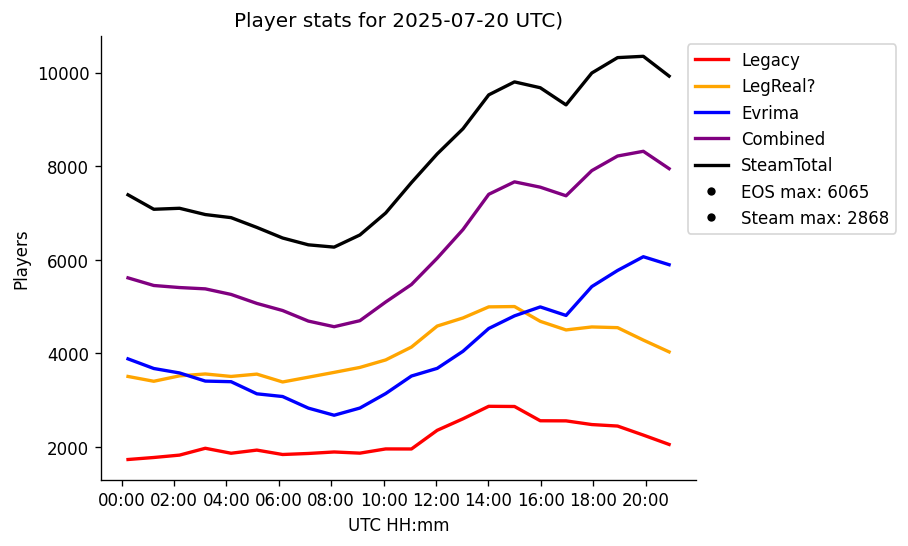 Player stats for 2025-07-20 UTC)
Players
10000
8000
6000
4000
2000
00:00 02:00 04:00 06:00 08:00 10:00 12:00 14:00 16:00 18:00 20:00
UTC HH:mm
Legacy
LegReal?
Evrima
Combined
SteamTotal
EOS max: 6065
Steam max: 2868